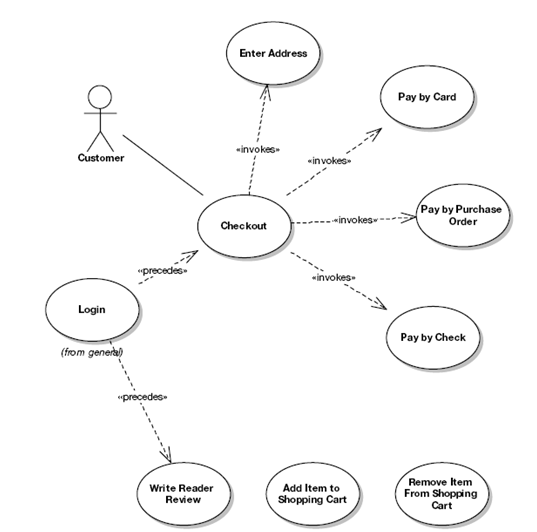 Enter Address
Pay by Card
«invokes»
«invokes»
Customer
Pay by Purchase
Order
«invokes»
Checkout
«precedes»
«invokes»
Login
Pay by Check
(from general)
«precedes»
Write Reader
Review
Add Item to
Shopping Cart
Remove Item
From Shopping
Cart